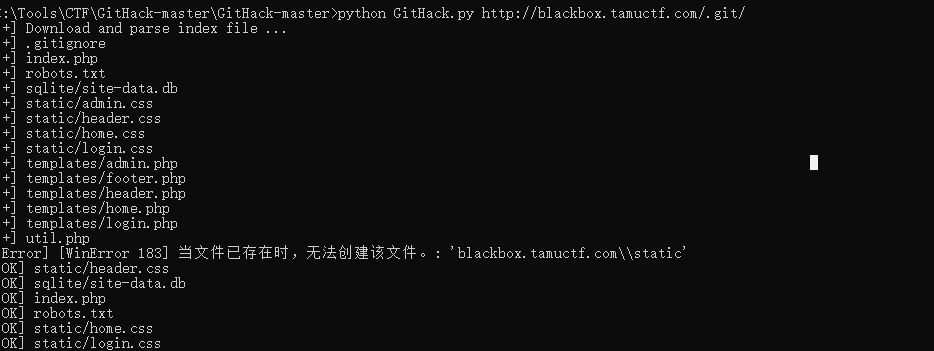 :\Tools\CTF\GitHack-master\GitHack-master>python GitHack.py http://blackbox.tamuctf.com/.git/
+] Download and parse index file ...
+] .gitignore
+] index.php
+] robots.txt
+] sqlite/site-data.db
+] static/admin.css
+] static/header.css
+] static/home.css
+] static/login.css
+] templates/admin.php
+] templates/footer.php
+] templates/header.php
+] templates/home.php
+] templates/login.php
+] util.php
Error] [WinError 183] 当文件已存在时，无法创建该文件。: 'blackbox.tamuctf.com\\static'
OK] static/header.css
OK] sqlite/site-data.db
OK] index.php
OK] robots.txt
OK] static/home.css
OK] static/login.css